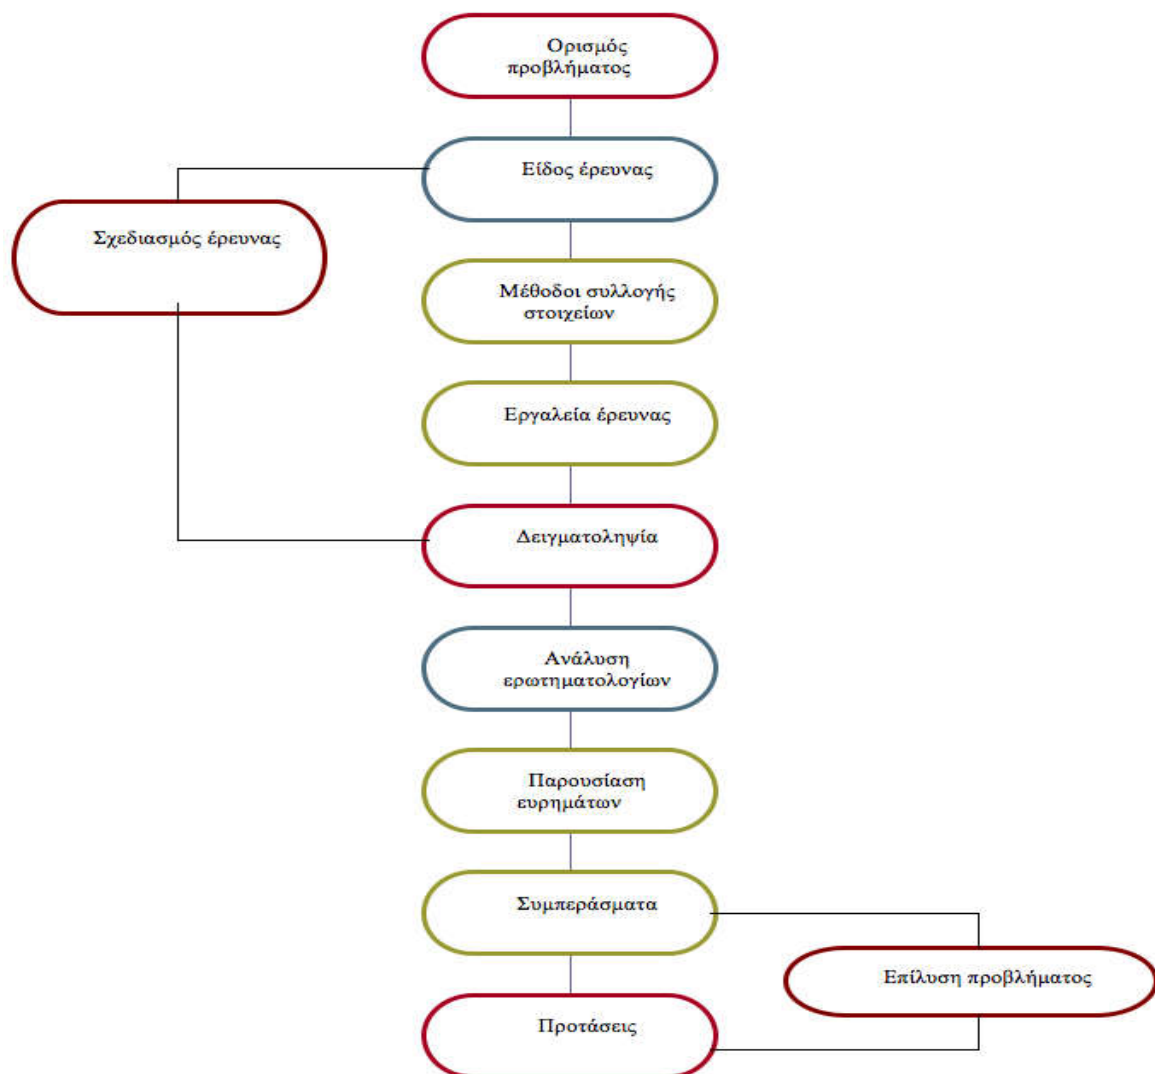 Ορισμός
προβλήματος
Είδος έρευνας
Σχεδιασμός έρευνας
Μέθοδοι συλλογής
στοιχείων
Εργαλεία έρευνας
Δειγματοληψία
Ανάλυση
ερωτηματολογίων
Παρουσίαση
ευρημάτων
Συμπεράσματα
Επίλυση προβλήματος
Προτάσεις